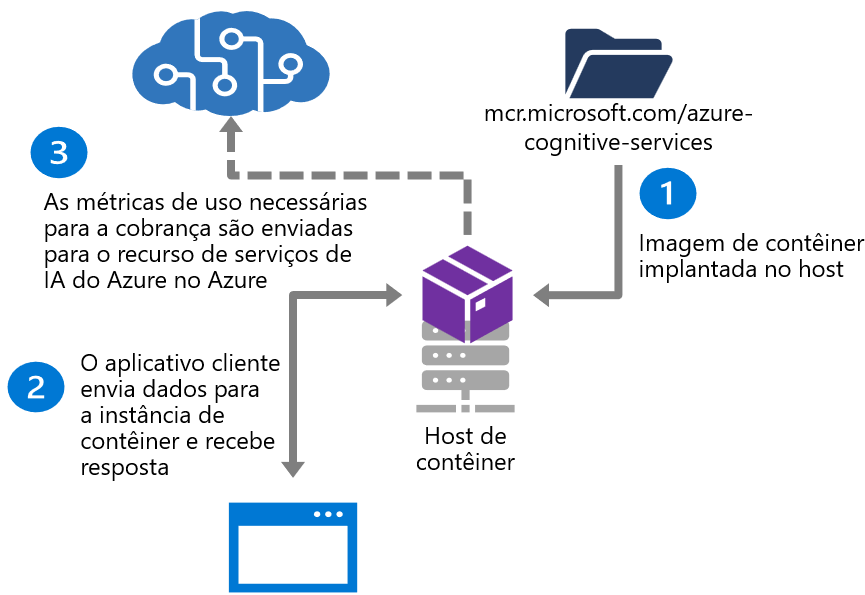 mcr.microsoft.com/azure-
cognitive-services
1
Imagem de contêiner
implantada no host
3
As métricas de uso necessárias
para a cobrança são enviadas
para o recurso de serviços de
IA do Azure no Azure
2
O aplicativo cliente
envia dados para
a instância de
contêiner e recebe
resposta
Host de
contêiner